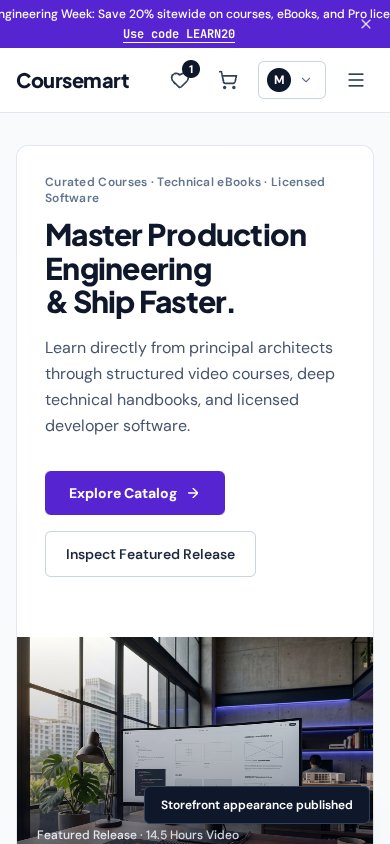 ngineering Week: Save 20% sitewide on courses, eBooks, and Pro lice
Use code LEARN20
Coursemart
1
M
Curated Courses · Technical eBooks · Licensed
Software
Master Production
Engineering
& Ship Faster.
Learn directly from principal architects
through structured video courses, deep
technical handbooks, and licensed
developer software.
Explore Catalog
Inspect Featured Release
Storefront appearance published
Featured Release · 14.5 Hours Video